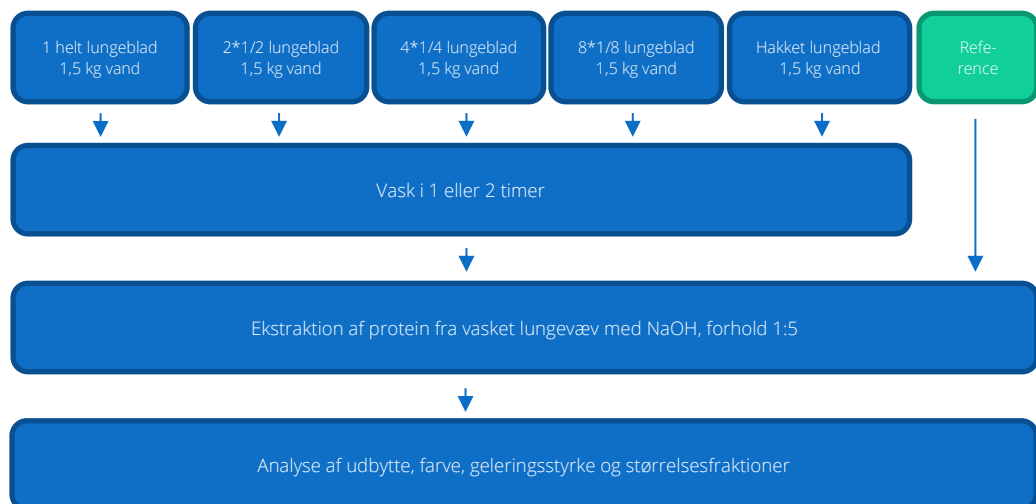 1 helt lungeblad
1,5 kg vand
2*1/2 lungeblad
1,5 kg vand
4*1/4 lungeblad
1,5 kg vand
8*1/8 lungeblad
1,5 kg vand
Hakket lungeblad
1,5 kg vand
Refe-
rence
Vask i 1 eller 2 timer
Ekstraktion af protein fra vasket lungevæv med NaOH, forhold 1:5
Analyse af udbytte, farve, geleringsstyrke og størrelsesfraktioner